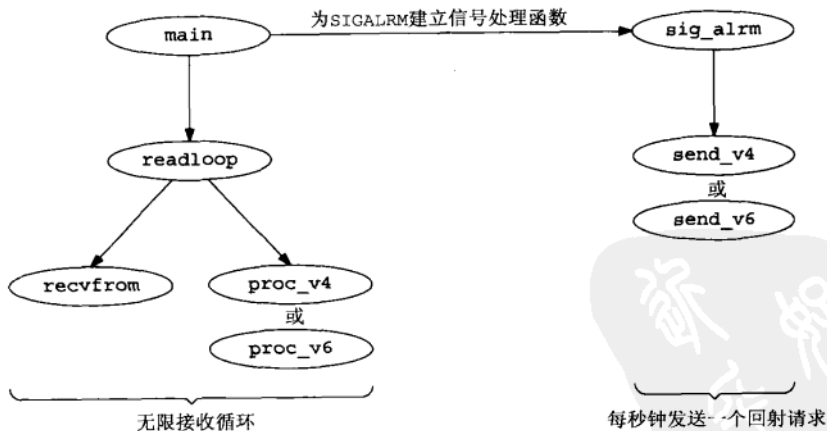 为SIGALRM建立信号处理函数
main
sig_alrm
readloop
send_v4
或
send_v6
recvfrom
proc_v4
或
proc_v6
无限接收循环
每秒钟发送一个回射请求